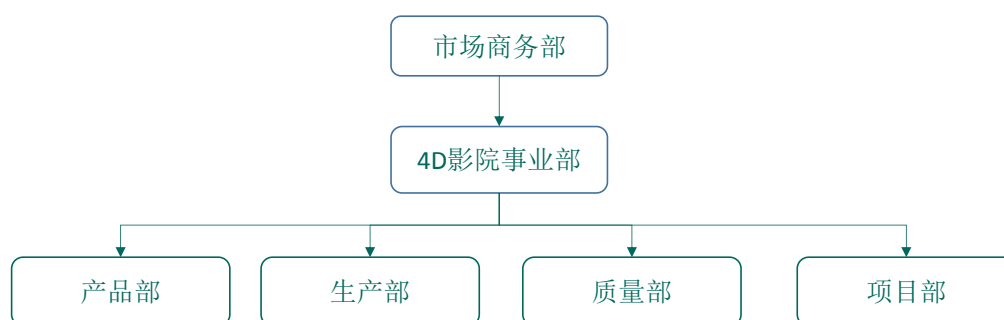 市场商务部
4D影院事业部
产品部
生产部
质量部
项目部